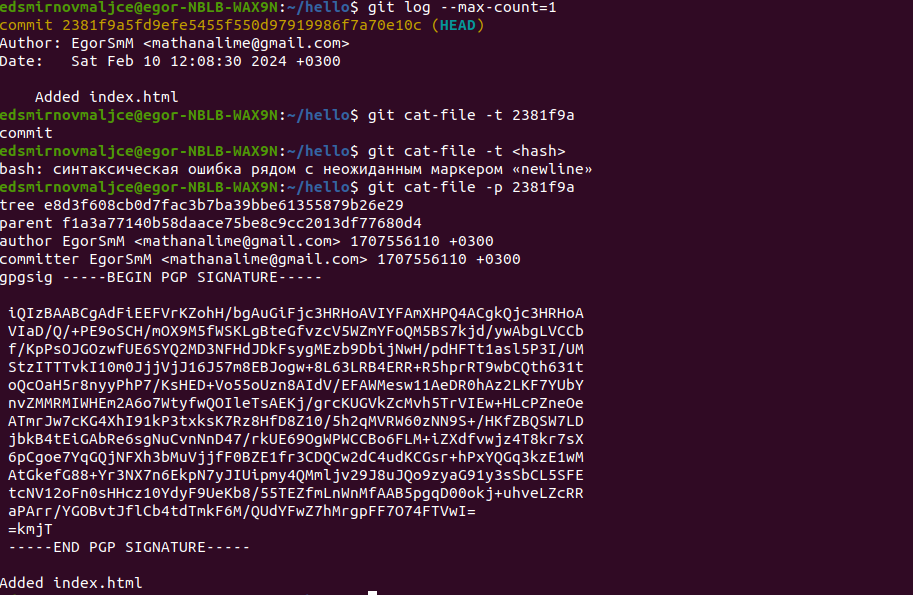 edsmirnovmaljce@egor-NBLB-WAX9N:~/hello$ git log --max-count=1
commit 2381f9a5fd9efe5455f550d97919986f7a70e10c (HEAD)
Author: EgorSmM <mathanalime@gmail.com>
Date:   Sat Feb 10 12:08:30 2024 +0300
    Added index.html
edsmirnovmaljce@egor-NBLB-WAX9N:~/hello$ git cat-file -t 2381f9a
commit
edsmirnovmaljce@egor-NBLB-WAX9N:~/hello$ git cat-file -t <hash>
bash: синтаксическая ошибка рядом с неожиданным маркером «newline»
edsmirnovmaljce@egor-NBLB-WAX9N:~/hello$ git cat-file -p 2381f9a
tree e8d3f608cb0d7fac3b7ba39bbe61355879b26e29
parent f1a3a77140b58daace75be8c9cc2013df77680d4
author EgorSmM <mathanalime@gmail.com> 1707556110 +0300
committer EgorSmM <mathanalime@gmail.com> 1707556110 +0300
gpgsig -----BEGIN PGP SIGNATURE-----
 iQIzBAABCgAdFiEEFVrKZohH/bgAuGiFjc3HRHoAVIYFAmXHPQ4ACgkQjc3HRHoA
 VIaD/Q/+PE9oSCH/mOX9M5fWSKLgBteGfvzcV5WZmYFoQM5BS7kjd/ywAbgLVCCb
 f/KpPsOJGOzwfUE6SYQ2MD3NFHdJDkFsygMEzb9DbijNwH/pdHFTt1asl5P3I/UM
 StzITTTvkI10m0JjjVjJ16J57m8EBJogw+8L63LRB4ERR+R5hprRT9wbCQth631t
 oQcOaH5r8nyyPhP7/KsHED+Vo55oUzn8AIdV/EFAWMesw11AeDR0hAz2LKF7YUbY
 nvZMMRMIWHEm2A6o7WtyfwQOIleTsAEKj/grcKUGVkZcMvh5TrVIEw+HLcPZneOe
 ATmrJw7cKG4XhI91kP3txksK7Rz8HfD8Z10/5h2qMVRW60zNN9S+/HKfZBQSW7LD
 jbkB4tEiGAbRe6sgNuCvnNnD47/rkUE69OgWPWCCBo6FLM+iZXdfvwjz4T8kr7sX
 6pCgoe7YqGQjNFXh3bMuVjjfF0BZE1fr3CDQCw2dC4udKCGsr+hPxYQGq3kzE1wM
 AtGkefG88+Yr3NX7n6EkpN7yJIUipmy4QMmljv29J8uJQo9zyaG91y3sSbCL5SFE
 tcNV12oFn0sHHcz10YdyF9UeKb8/55TEZfmLnWnMfAAB5pgqD00okj+uhveLZcRR
 aPArr/YGOBvtJflCb4tdTmkF6M/QUdYFwZ7hMrgpFF7O74FTVwI=
 =kmjT
 -----END PGP SIGNATURE-----
Added index.html